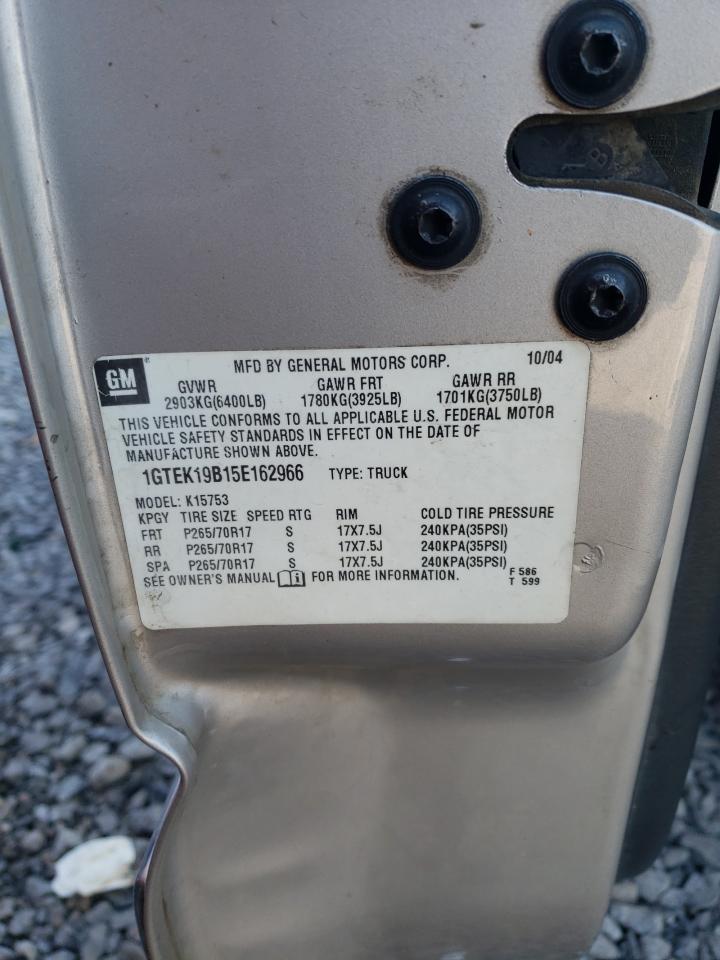 GM
MFD BY GENERAL MOTORS CORP. 10/04
GVWR GAWR FRT GAWR RR
2903KG(6400LB) 1780KG(3925LB) 1701KG(3750LB)
THIS VEHICLE CONFORMS TO ALL APPLICABLE U.S. FEDERAL MOTOR
VEHICLE SAFETY STANDARDS IN EFFECT ON THE DATE OF
MANUFACTURE SHOWN ABOVE.
1GTEK19B15E162966 TYPE: TRUCK
MODEL: K15753
KPGY TIRE SIZE SPEED RTG RIM COLD TIRE PRESSURE
FRT P265/70R17 S 17X7.5J 240KPA(35PSI)
RR P265/70R17 S 17X7.5J 240KPA(35PSI)
SPA P265/70R17 S 17X7.5J 240KPA(35PSI)
SEE OWNER'S MANUAL FOR MORE INFORMATION. F 586
T 599